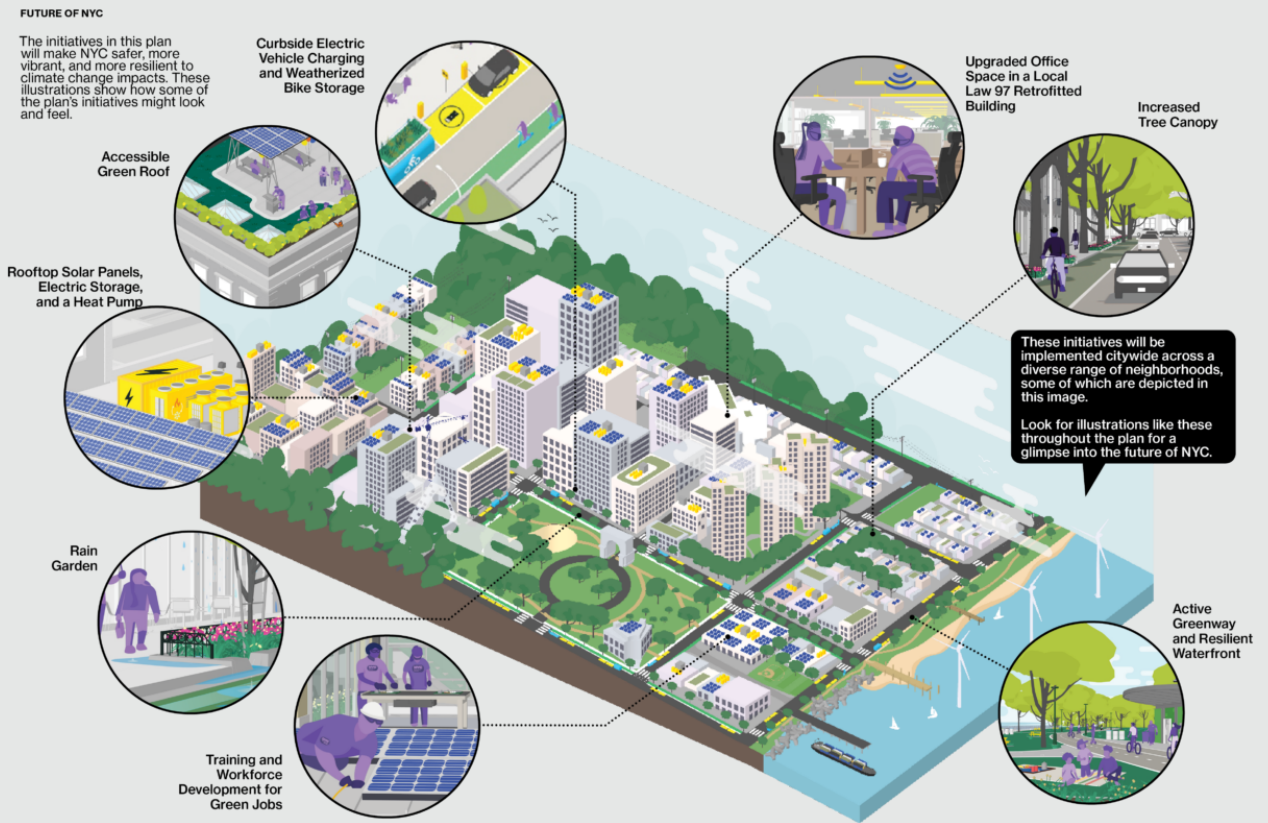 FUTURE OF NYC
The initiatives in this plan
will make NYC safer, more
vibrant, and more resilient to
climate change impacts. These
illustrations show how some of
the plan's initiatives might look
and feel.
Curbside Electric
Vehicle Charging
and Weatherized
Bike Storage
Upgraded Office
Space in a Local
Law 97 Retrofitted
Building
Increased
Tree Canopy
Accessible
Green Roof
Rooftop Solar Panels,
Electric Storage,
and a Heat Pump
These initiatives will be
implemented citywide across a
diverse range of neighborhoods,
some of which are depicted in
this image.
Look for illustrations like these
throughout the plan for a
glimpse into the future of NYC.
Rain
Garden
Active
Greenway
and Resilient
Waterfront
Training and
Workforce
Development for
Green Jobs